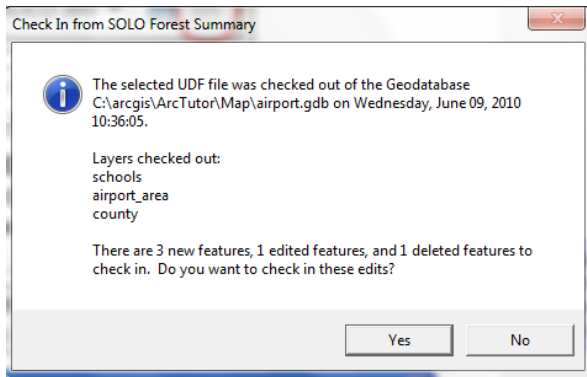 Check In from SOLO Forest Summary
The selected UDF file was checked out of the Geodatabase
C:\arcgis\ArcTutor\Map\airport.gdb on Wednesday, June 09, 2010
10:36:05.
Layers checked out:
schools
airport_area
county
There are 3 new features, 1 edited features, and 1 deleted features to
check in.  Do you want to check in these edits?
Yes
No